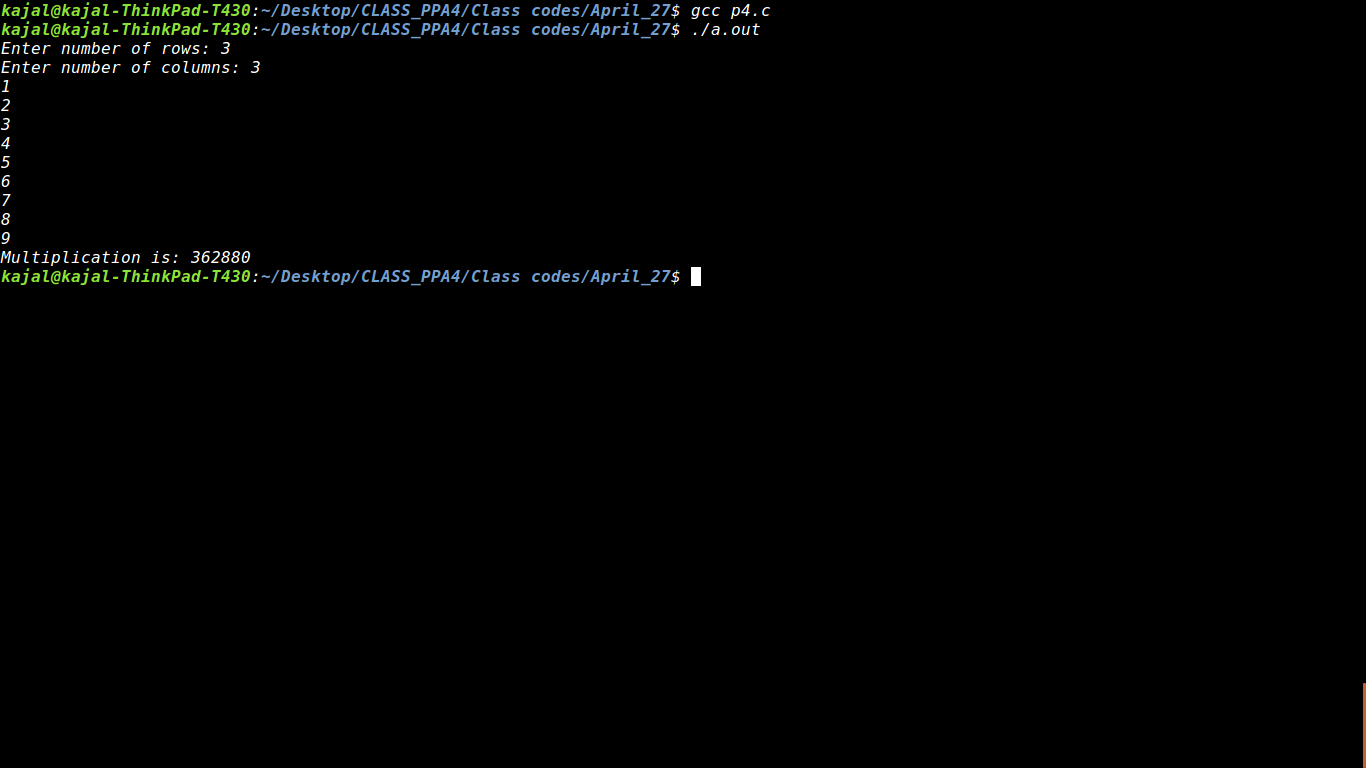 kajal@kajal-ThinkPad-T430:~/Desktop/CLASS_PPA4/Class codes/April_27$ gcc p4.c
kajal@kajal-ThinkPad-T430:~/Desktop/CLASS_PPA4/Class codes/April_27$ ./a.out
Enter number of rows: 3
Enter number of columns: 3
1
2
3
4
5
6
7
8
9
Multiplication is: 362880
kajal@kajal-ThinkPad-T430:~/Desktop/CLASS_PPA4/Class codes/April_27$